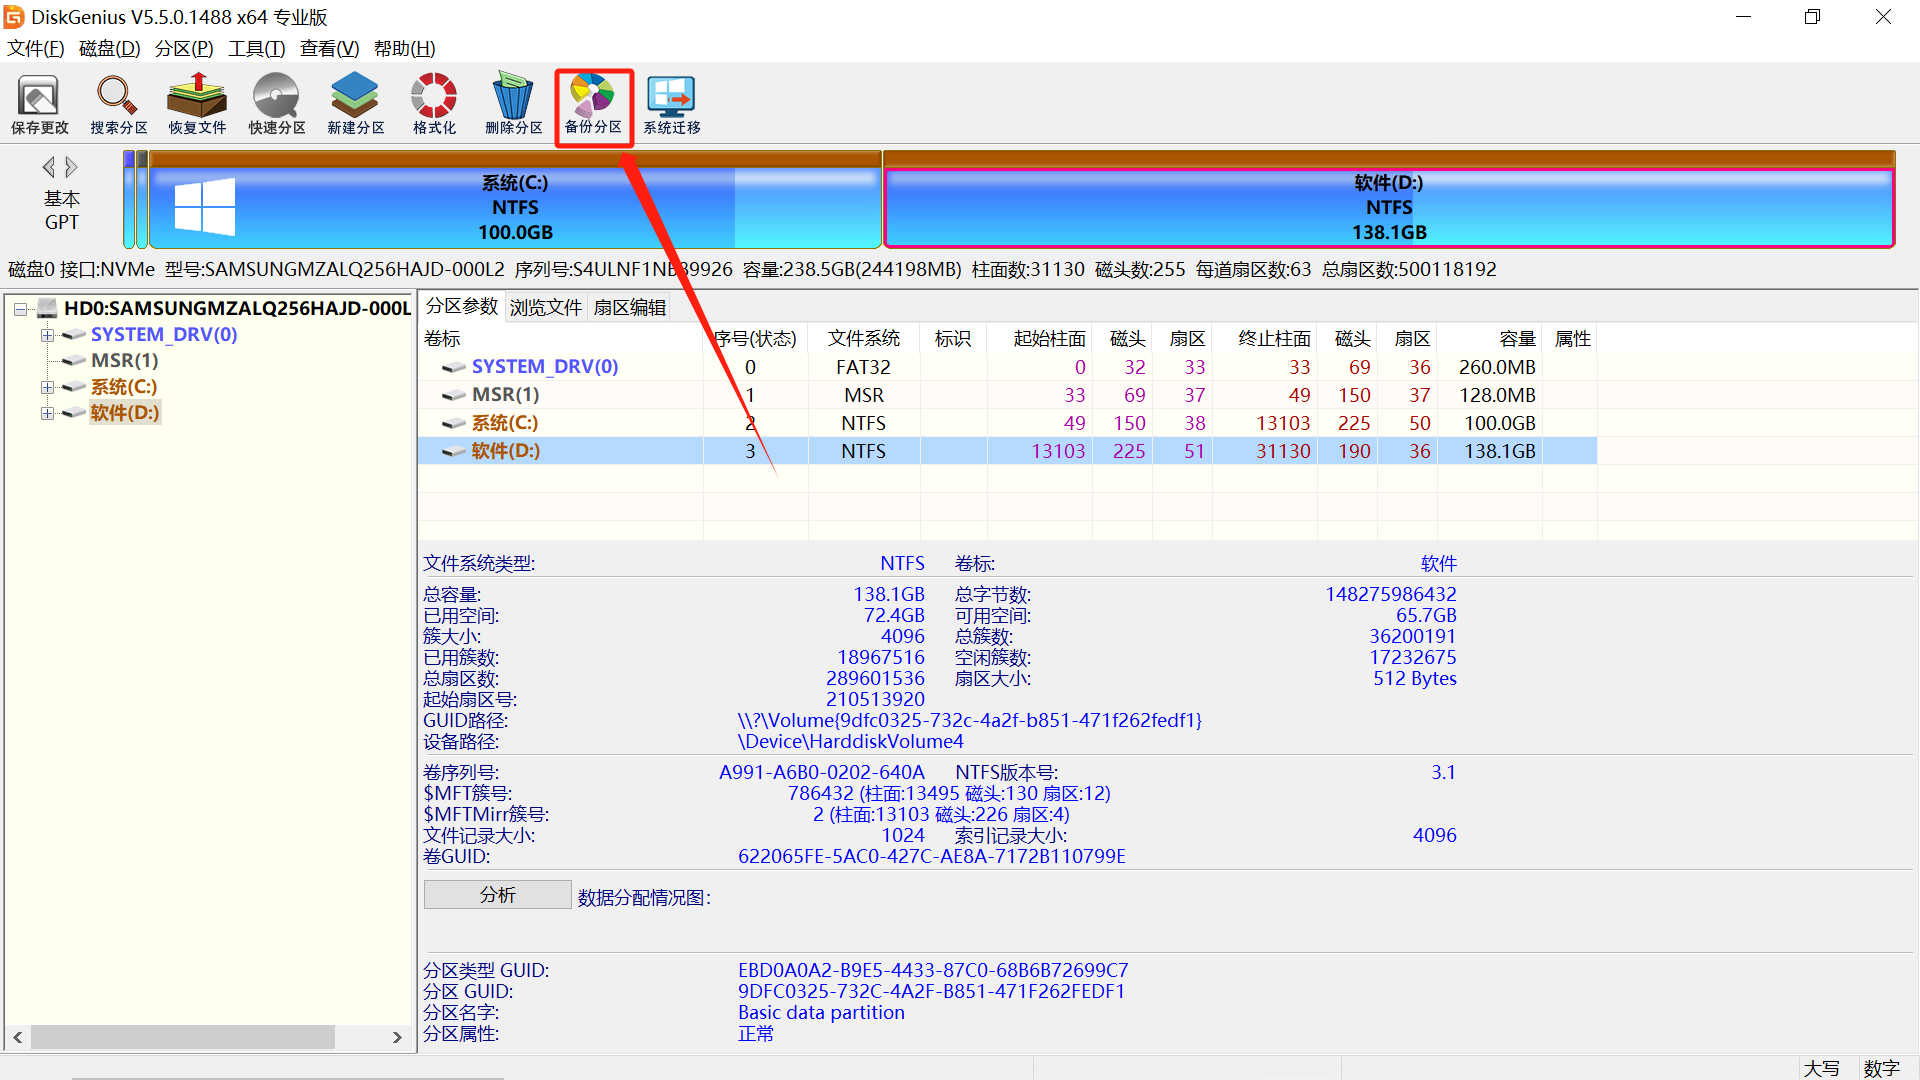 DiskGenius V5.5.0.1488 x64 专业版
文件(F) 磁盘(D) 分区(P) 工具(T) 查看(V) 帮助(H)
保存更改 搜索分区 恢复文件 快速分区 新建分区 格式化 删除分区 备份分区 系统迁移
基本
GPT
系统(C:)
NTFS
100.0GB
软件(D:)
NTFS
138.1GB
磁盘0 接口:NVMe 型号:SAMSUNGMZALQ256HAJD-000L2 序列号:S4ULNF1NB39926 容量:238.5GB(244198MB) 柱面数:31130 磁头数:255 每道扇区数:63 总扇区数:500118192
HD0:SAMSUNGMZALQ256HAJD-000L
SYSTEM_DRV(0)
MSR(1)
系统(C:)
软件(D:)
分区参数 浏览文件 扇区编辑
卷标 序号(状态) 文件系统 标识 起始柱面 磁头 扇区 终止柱面 磁头 扇区 容量 属性
SYSTEM_DRV(0) 0 FAT32 0 32 33 33 69 36 260.0MB
MSR(1) 1 MSR 33 69 37 49 150 37 128.0MB
系统(C:) 2 NTFS 49 150 38 13103 225 50 100.0GB
软件(D:) 3 NTFS 13103 225 51 31130 190 36 138.1GB
文件系统类型: NTFS 卷标: 软件
总容量: 138.1GB 总字节数: 148275986432
已用空间: 72.4GB 可用空间: 65.7GB
簇大小: 4096 总簇数: 36200191
已用簇数: 18967516 空闲簇数: 17232675
总扇区数: 289601536 扇区大小: 512 Bytes
起始扇区号: 210513920
GUID路径: \\?\Volume{9dfc0325-732c-4a2f-b851-471f262fedf1}
设备路径: \Device\HarddiskVolume4
卷序列号: A991-A6B0-0202-640A NTFS版本号: 3.1
$MFT簇号: 786432 (柱面:13495 磁头:130 扇区:12)
$MFTMirr簇号: 2 (柱面:13103 磁头:226 扇区:4)
文件记录大小: 1024 索引记录大小: 4096
卷GUID: 622065FE-5AC0-427C-AE8A-7172B110799E
分析 数据分配情况图:
分区类型 GUID: EBD0A0A2-B9E5-4433-87C0-68B6B72699C7
分区 GUID: 9DFC0325-732C-4A2F-B851-471F262FEDF1
分区名字: Basic data partition
分区属性: 正常
大写 数字